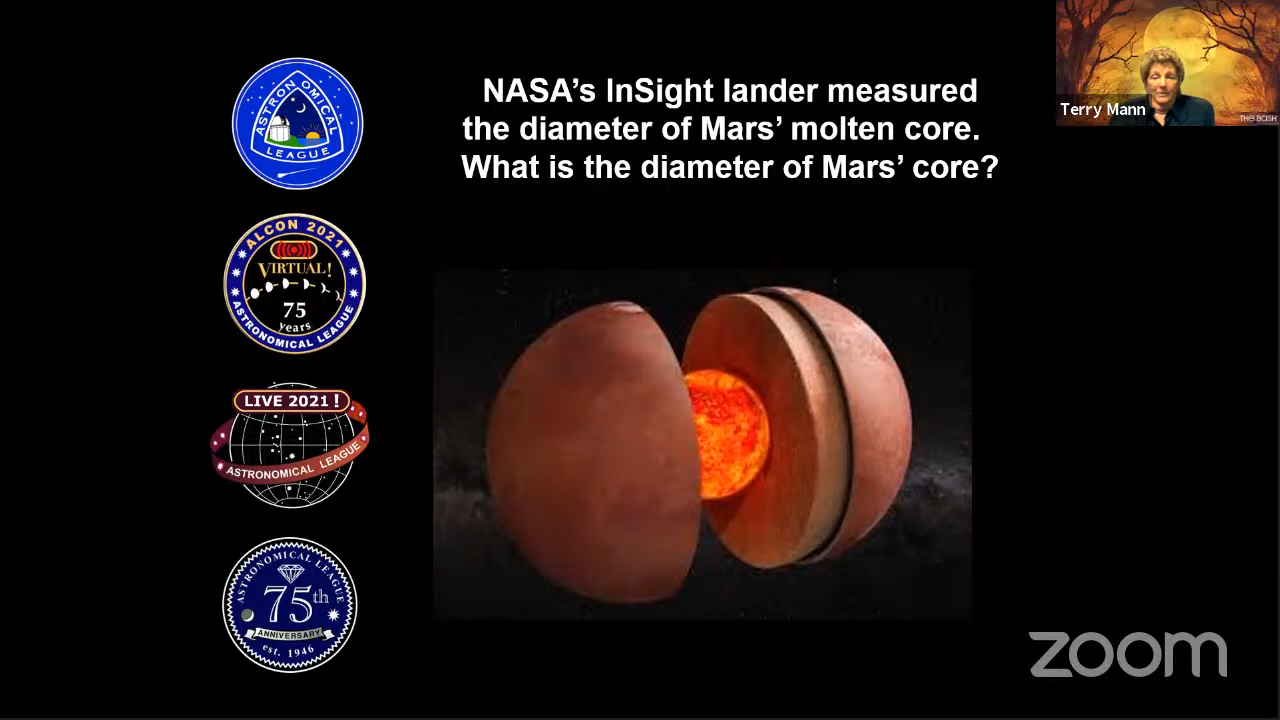 NASA’s InSight lander measured
the diameter of Mars’ molten core.
What is the diameter of Mars’ core?
Terry Mann
THE BASH
ASTRONOMICAL
LEAGUE
ALCON 2021
VIRTUAL!
75
years
ASTRONOMICAL LEAGUE
LIVE 2021!
ASTRONOMICAL LEAGUE
ASTRONOMICAL LEAGUE
75th
ANNIVERSARY
est. 1946
zoom